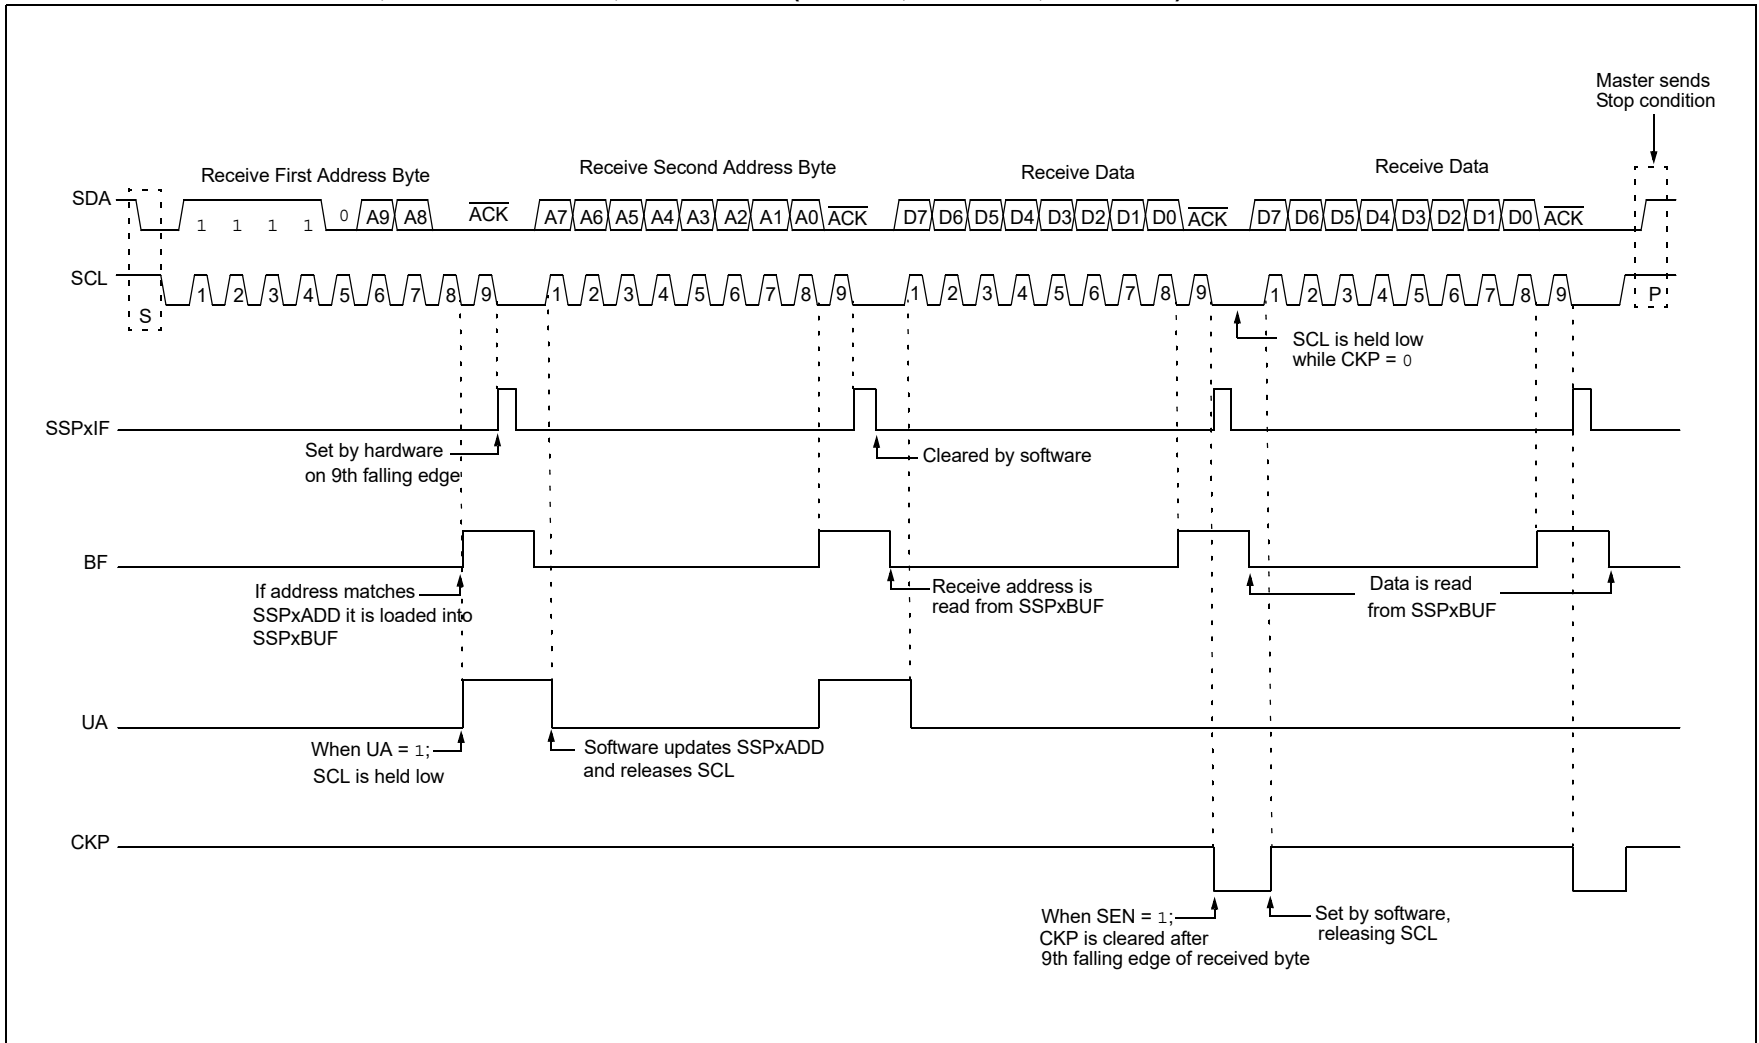 Master sends
Stop condition
Receive First Address Byte
Receive Second Address Byte
Receive Data
Receive Data
SDA
1 1 1 1 0 A9 A8 ACK A7 A6 A5 A4 A3 A2 A1 A0 ACK D7 D6 D5 D4 D3 D2 D1 D0 ACK D7 D6 D5 D4 D3 D2 D1 D0 ACK
SCL
S 1 2 3 4 5 6 7 8 9 1 2 3 4 5 6 7 8 9 1 2 3 4 5 6 7 8 9 1 2 3 4 5 6 7 8 9 P
SCL is held low
while CKP = 0
SSPxIF
Set by hardware
on 9th falling edge
Cleared by software
BF
If address matches
SSPxADD it is loaded into
SSPxBUF
Receive address is
read from SSPxBUF
Data is read
from SSPxBUF
UA
When UA = 1;
SCL is held low
Software updates SSPxADD
and releases SCL
CKP
When SEN = 1;
CKP is cleared after
9th falling edge of received byte
Set by software,
releasing SCL